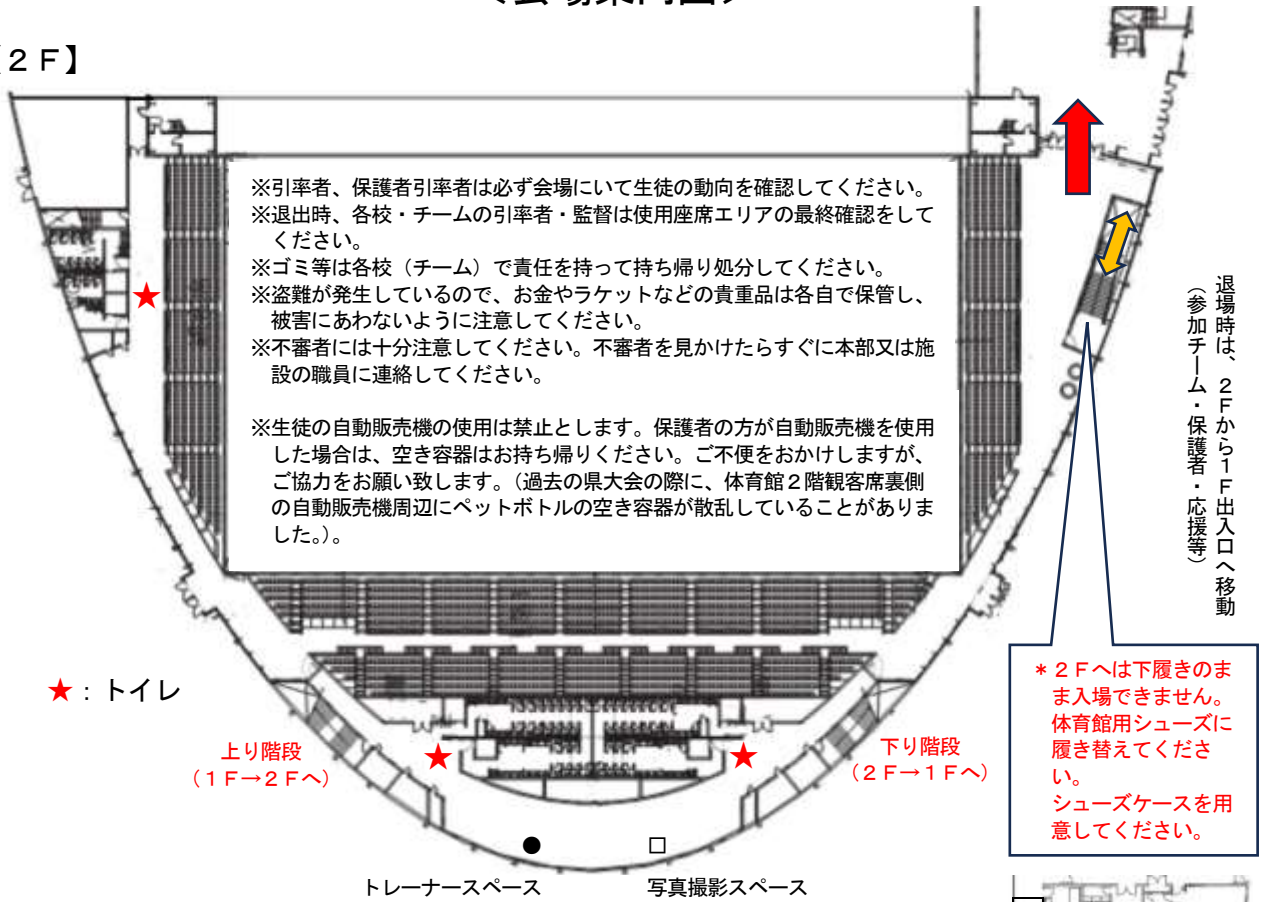 【２Ｆ】
※引率者、保護者引率者は必ず会場にいて生徒の動向を確認してください。
※退出時、各校・チームの引率者・監督は使用座席エリアの最終確認をして
ください。
※ゴミ等は各校（チーム）で責任を持って持ち帰り処分してください。
※盗難が発生しているので、お金やラケットなどの貴重品は各自で保管し、
被害にあわないように注意してください。
※不審者には十分注意してください。不審者を見かけたらすぐに本部又は施
設の職員に連絡してください。
※生徒の自動販売機の使用は禁止とします。保護者の方が自動販売機を使用
した場合は、空き容器はお持ち帰りください。ご不便をおかけしますが、
ご協力をお願い致します。（過去の県大会の際に、体育館２階観客席裏側
の自動販売機周辺にペットボトルの空き容器が散乱していることがありま
した。）。
退場時は、２Ｆから１Ｆ出入口へ移動
（参加チーム・保護者・応援等）
★：トイレ
上り階段
（１Ｆ→２Ｆへ）
下り階段
（２Ｆ→１Ｆへ）
＊２Ｆへは下履きのま
ま入場できません。
体育館用シューズに
履き替えてくださ
い。
シューズケースを用
意してください。
●
□
トレーナースペース
写真撮影スペース